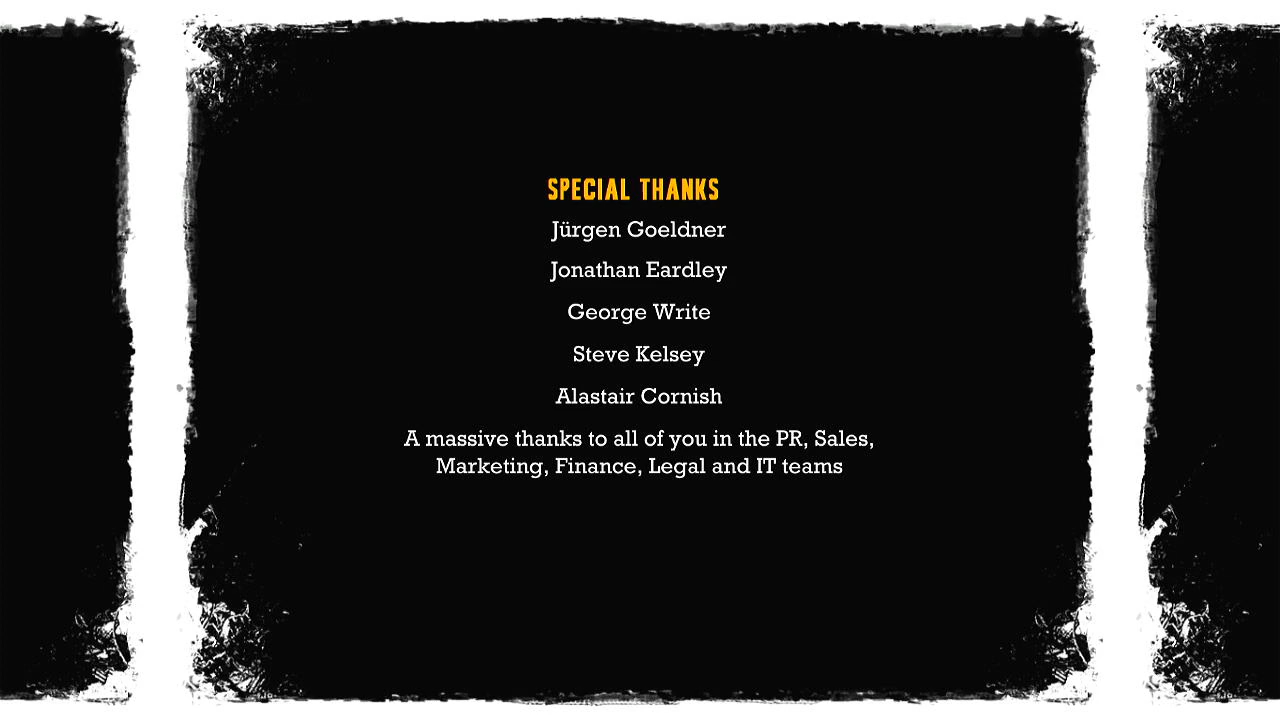 SPECIAL THANKS
Jürgen Goeldner
Jonathan Eardley
George Write
Steve Kelsey
Alastair Cornish
A massive thanks to all of you in the PR, Sales,
Marketing, Finance, Legal and IT teams